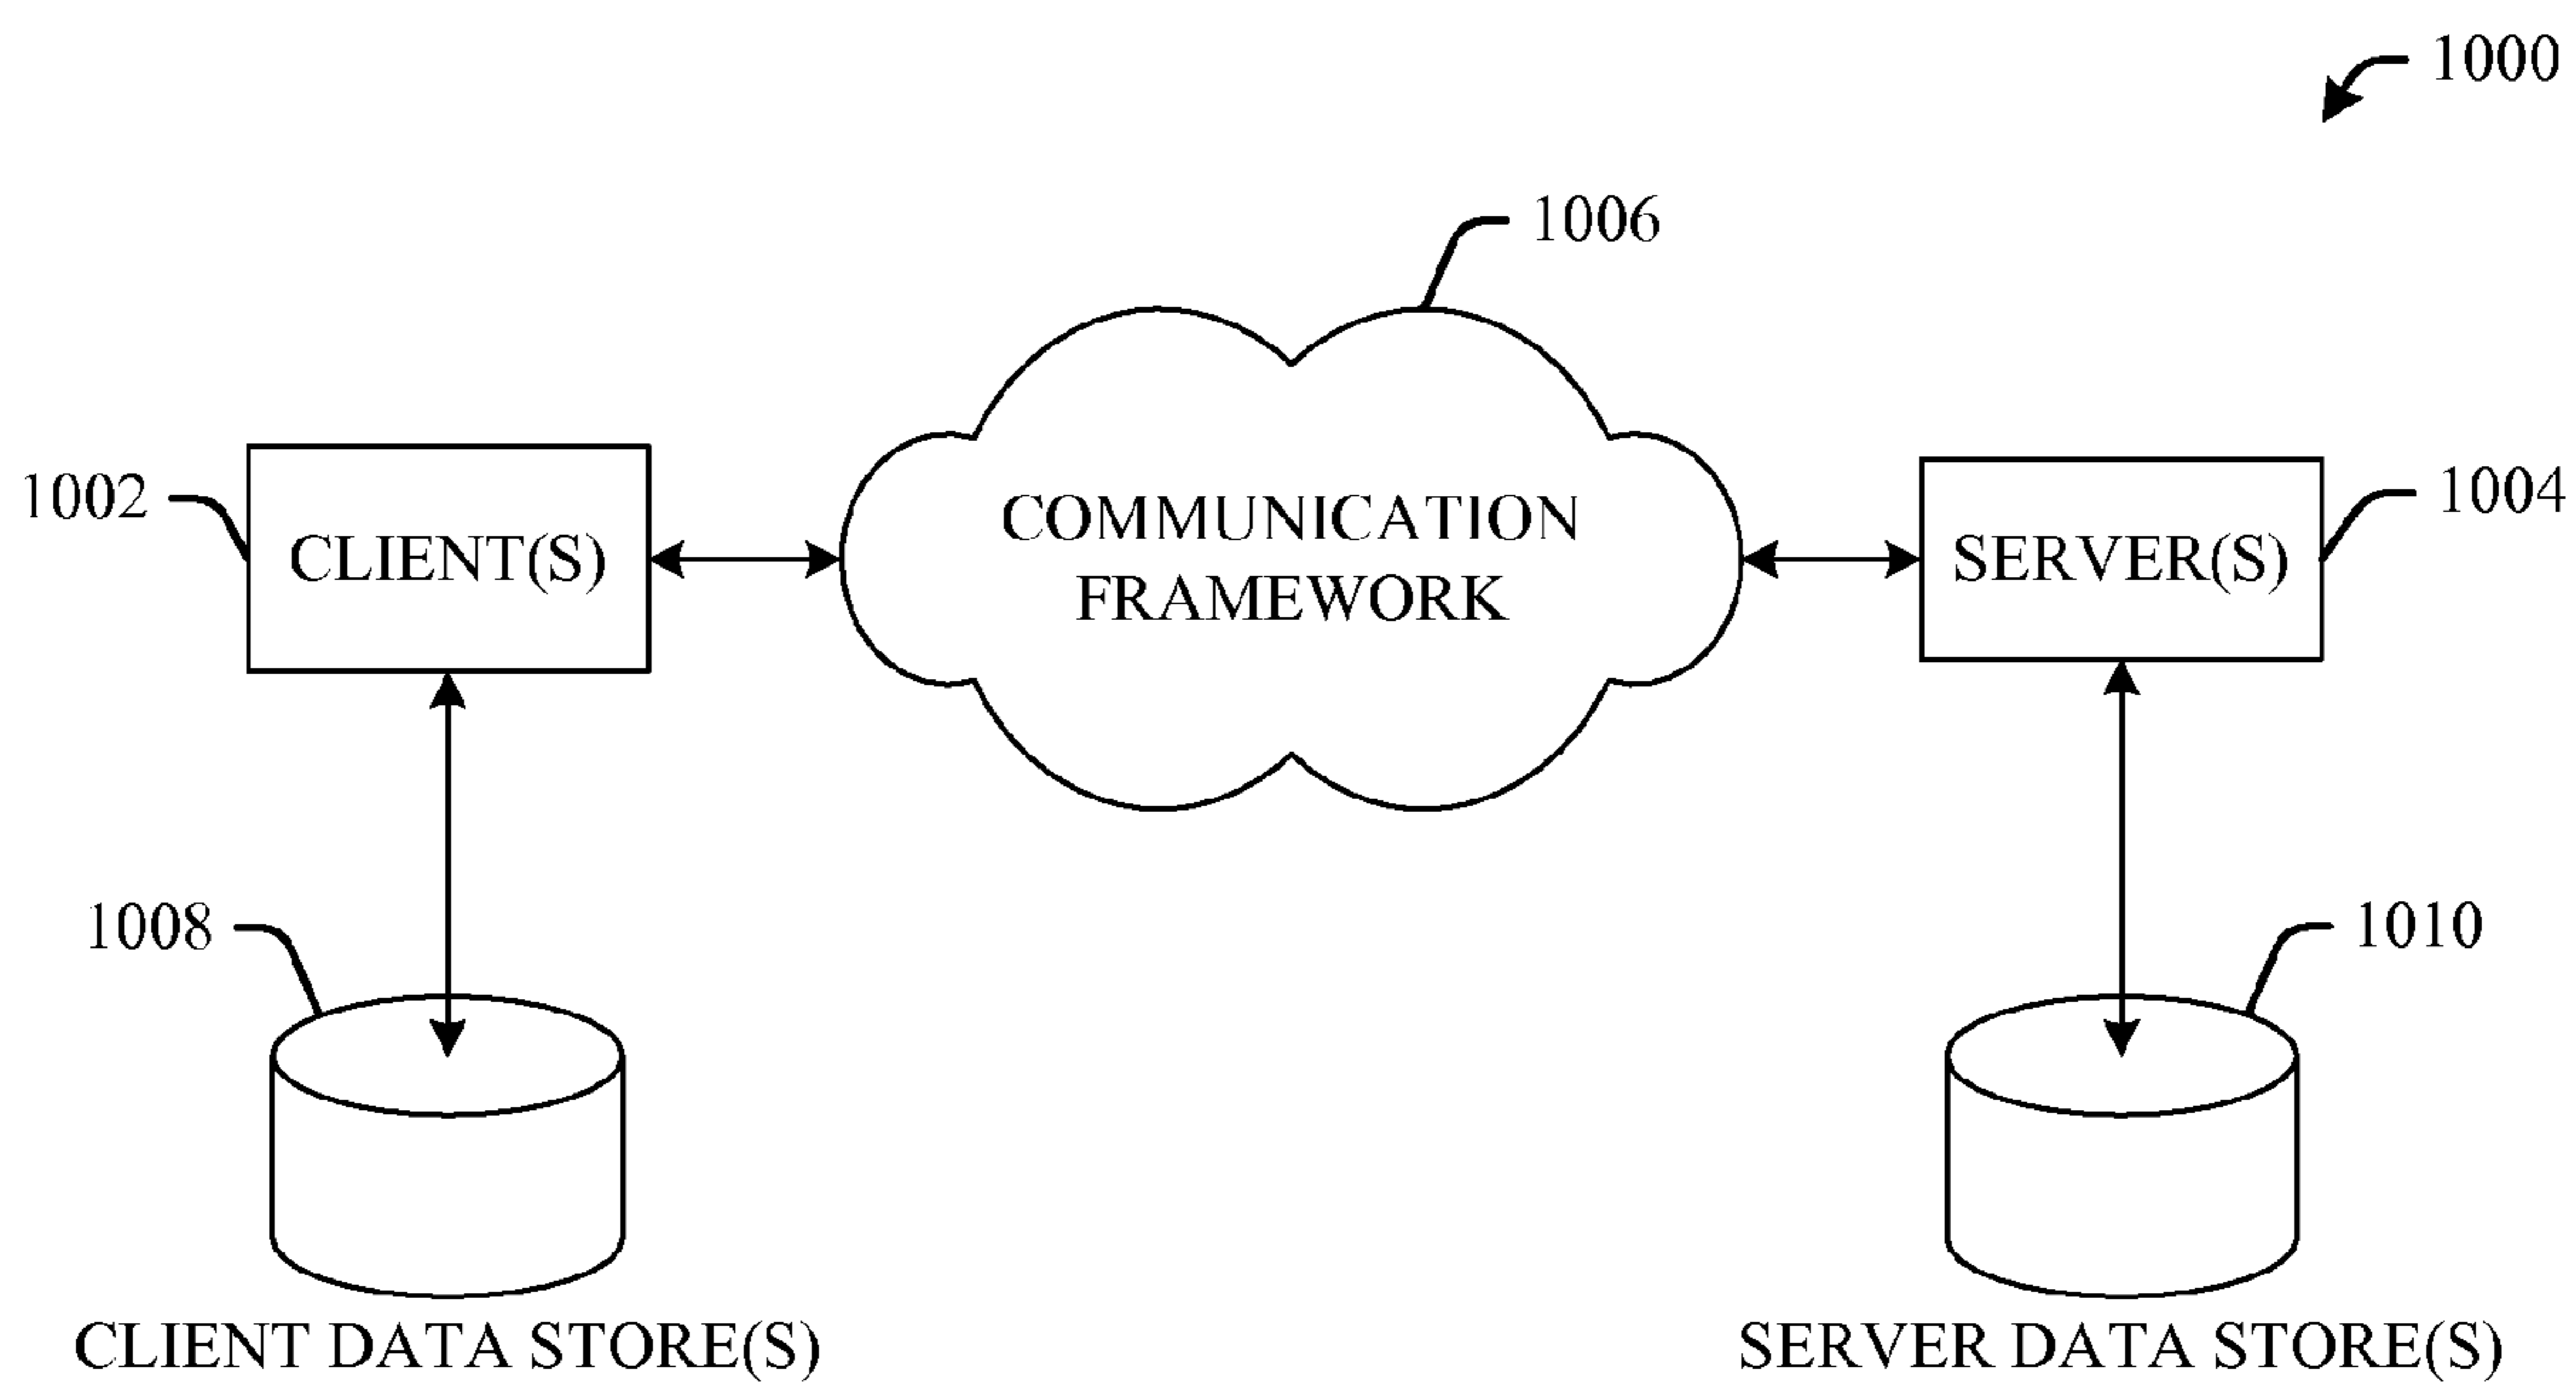 1000
1006
1002
CLIENT(S)
COMMUNICATION
FRAMEWORK
SERVER(S)
1004
1008
1010
CLIENT DATA STORE(S)
SERVER DATA STORE(S)